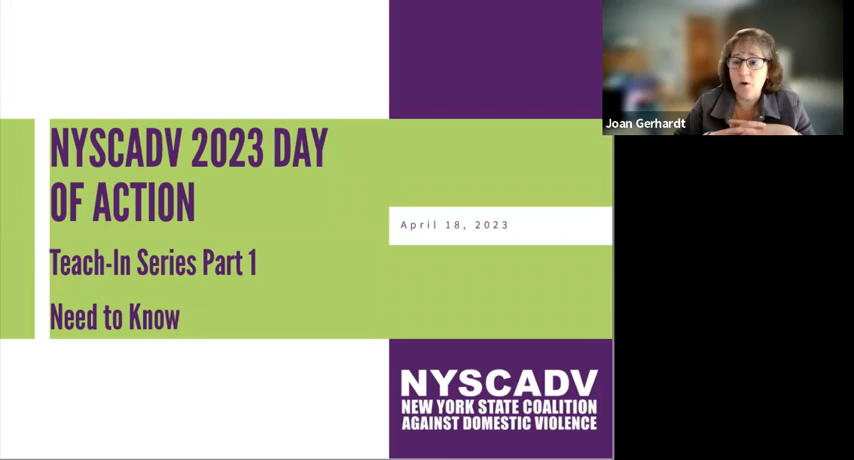 NYSCADV 2023 DAY
OF ACTION
Teach-In Series Part 1
Need to Know
April 18, 2023
NYSCADV
NEW YORK STATE COALITION
AGAINST DOMESTIC VIOLENCE
Joan Gerhardt